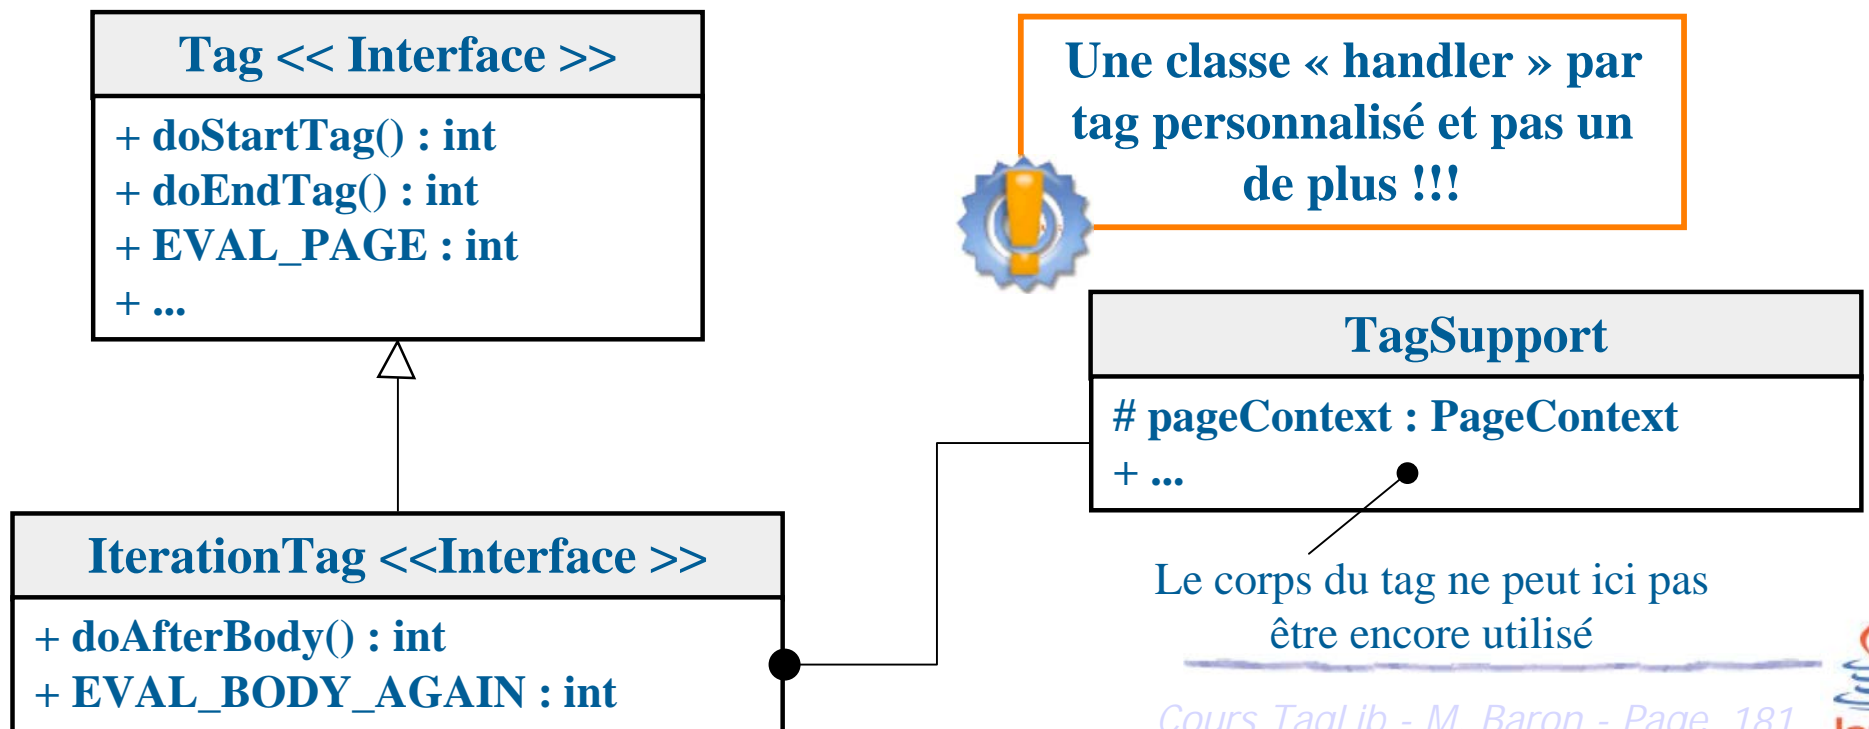 Tag << Interface >>
+ doStartTag() : int
+ doEndTag() : int
+ EVAL_PAGE : int
+ ...
Une classe « handler » par
tag personnalisé et pas un
de plus !!!
TagSupport
# pageContext : PageContext
+ ...
Le corps du tag ne peut ici pas
être encore utilisé
IterationTag <<Interface >>
+ doAfterBody() : int
+ EVAL_BODY_AGAIN : int
Cours TagLib - M. Baron - Page 181